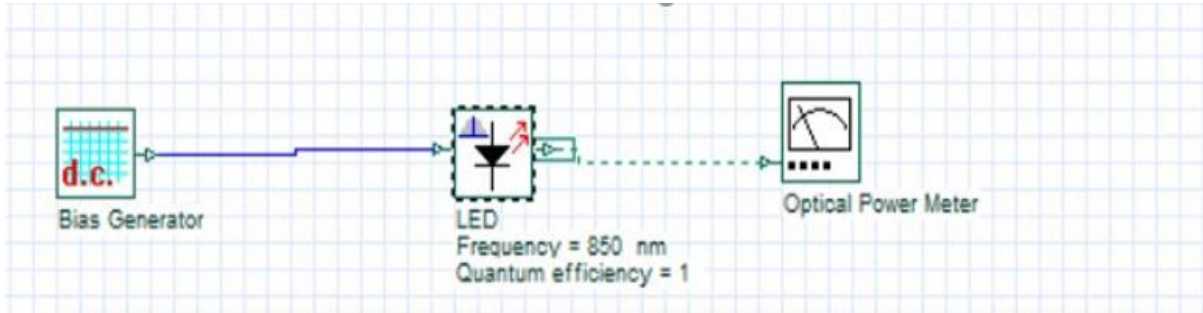 d.c.
Bias Generator
LED
Frequency = 850 nm
Quantum efficiency = 1
Optical Power Meter